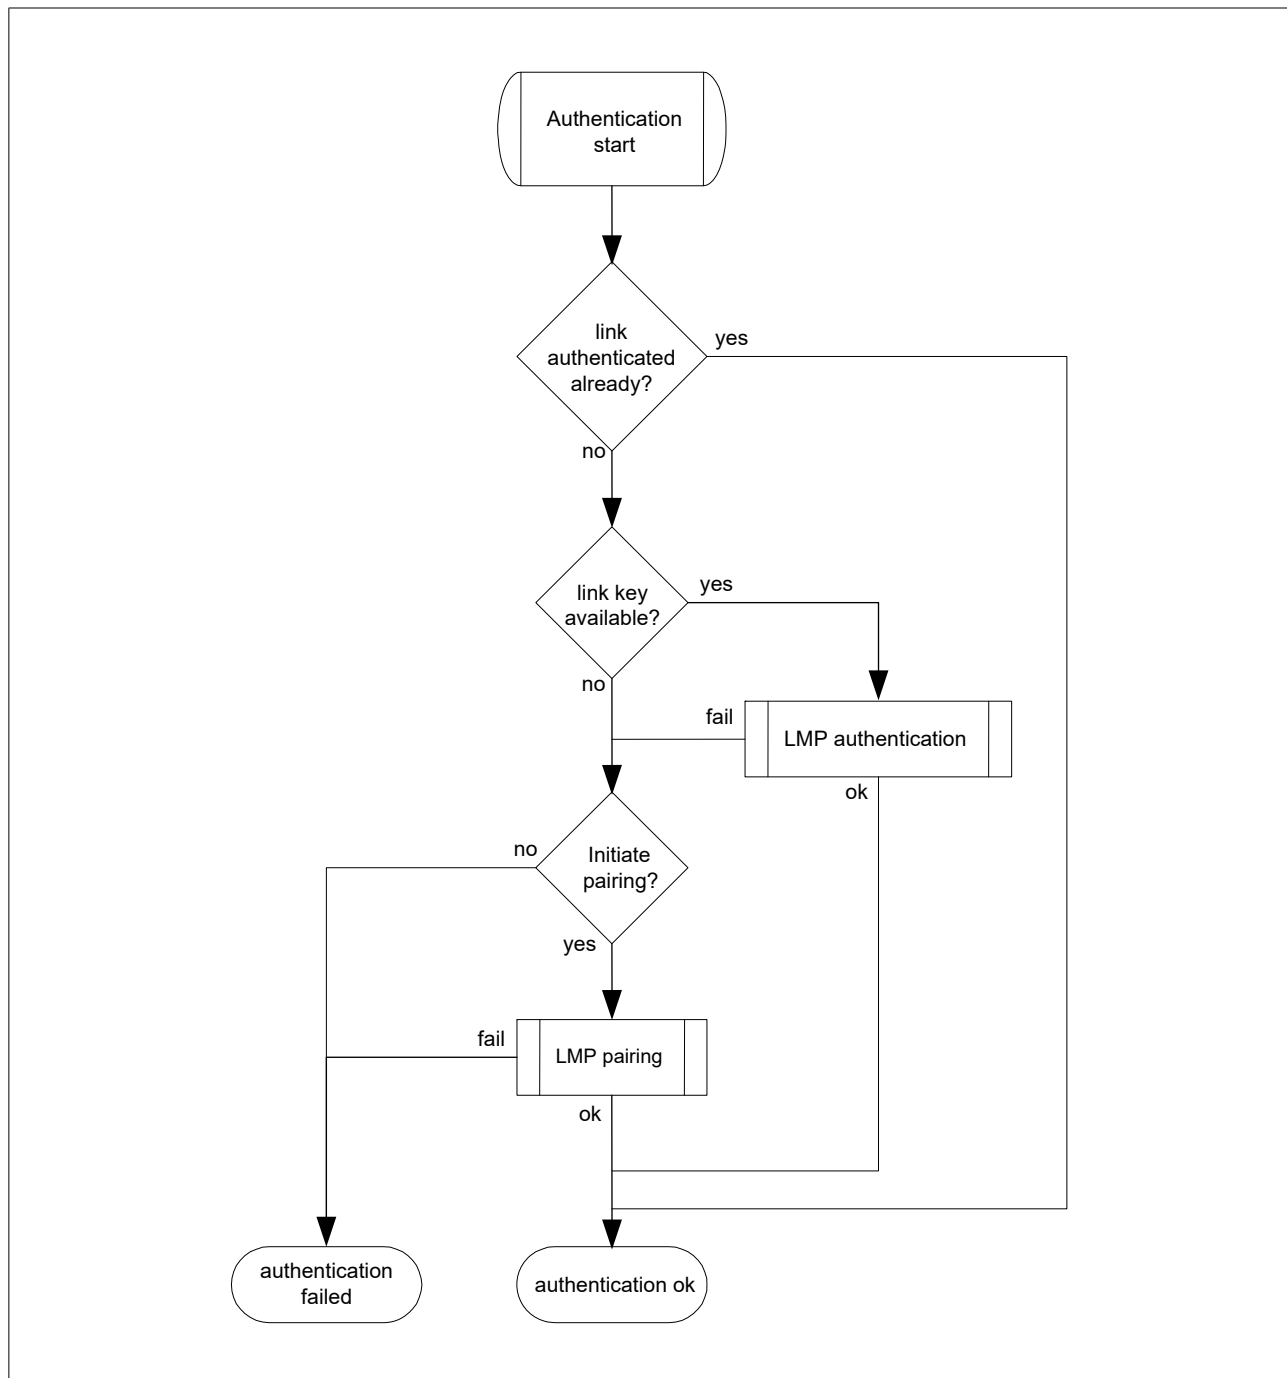 Authentication
start
link
authenticated
already?
yes
no
link key
available?
yes
no
fail
LMP authentication
ok
no
Initiate
pairing?
yes
fail
LMP pairing
ok
authentication
failed
authentication ok